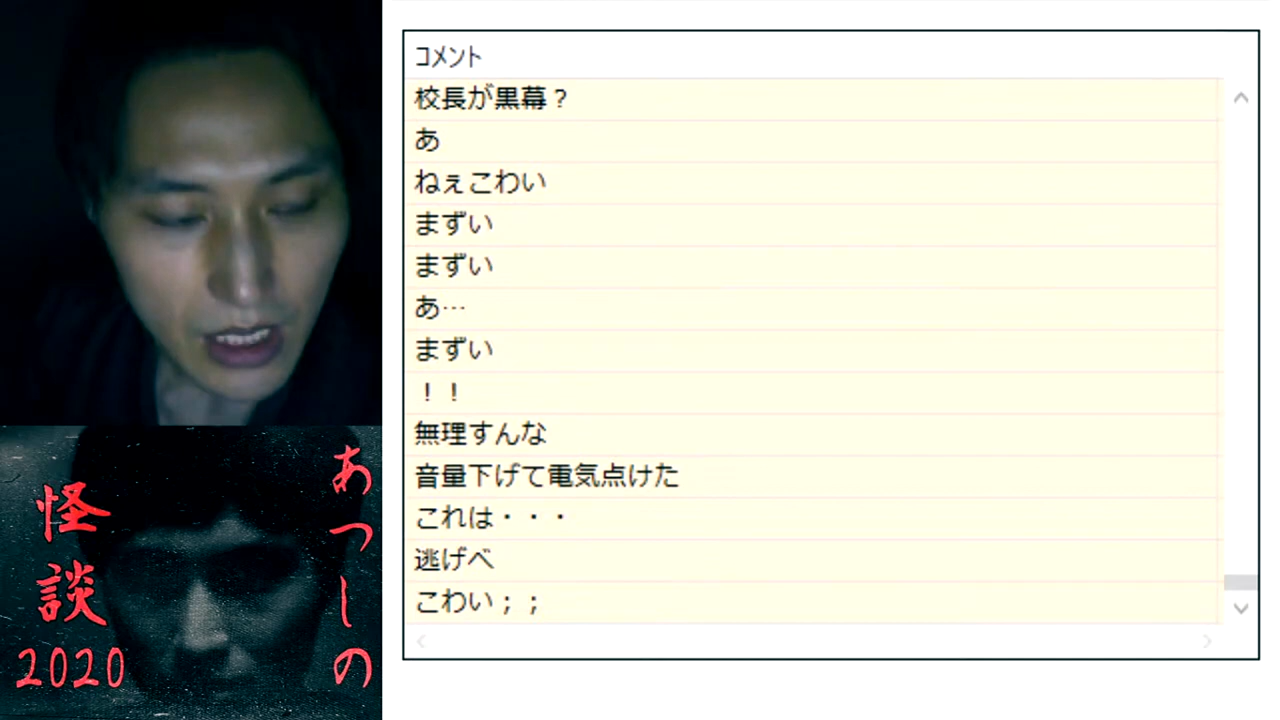 あつしの
怪談
2020
コメント
校長が黒幕？
あ
ねぇこわい
まずい
まずい
あ…
まずい
！！
無理すんな
音量下げて電気点けた
これは・・・
逃げべ
こわい；；